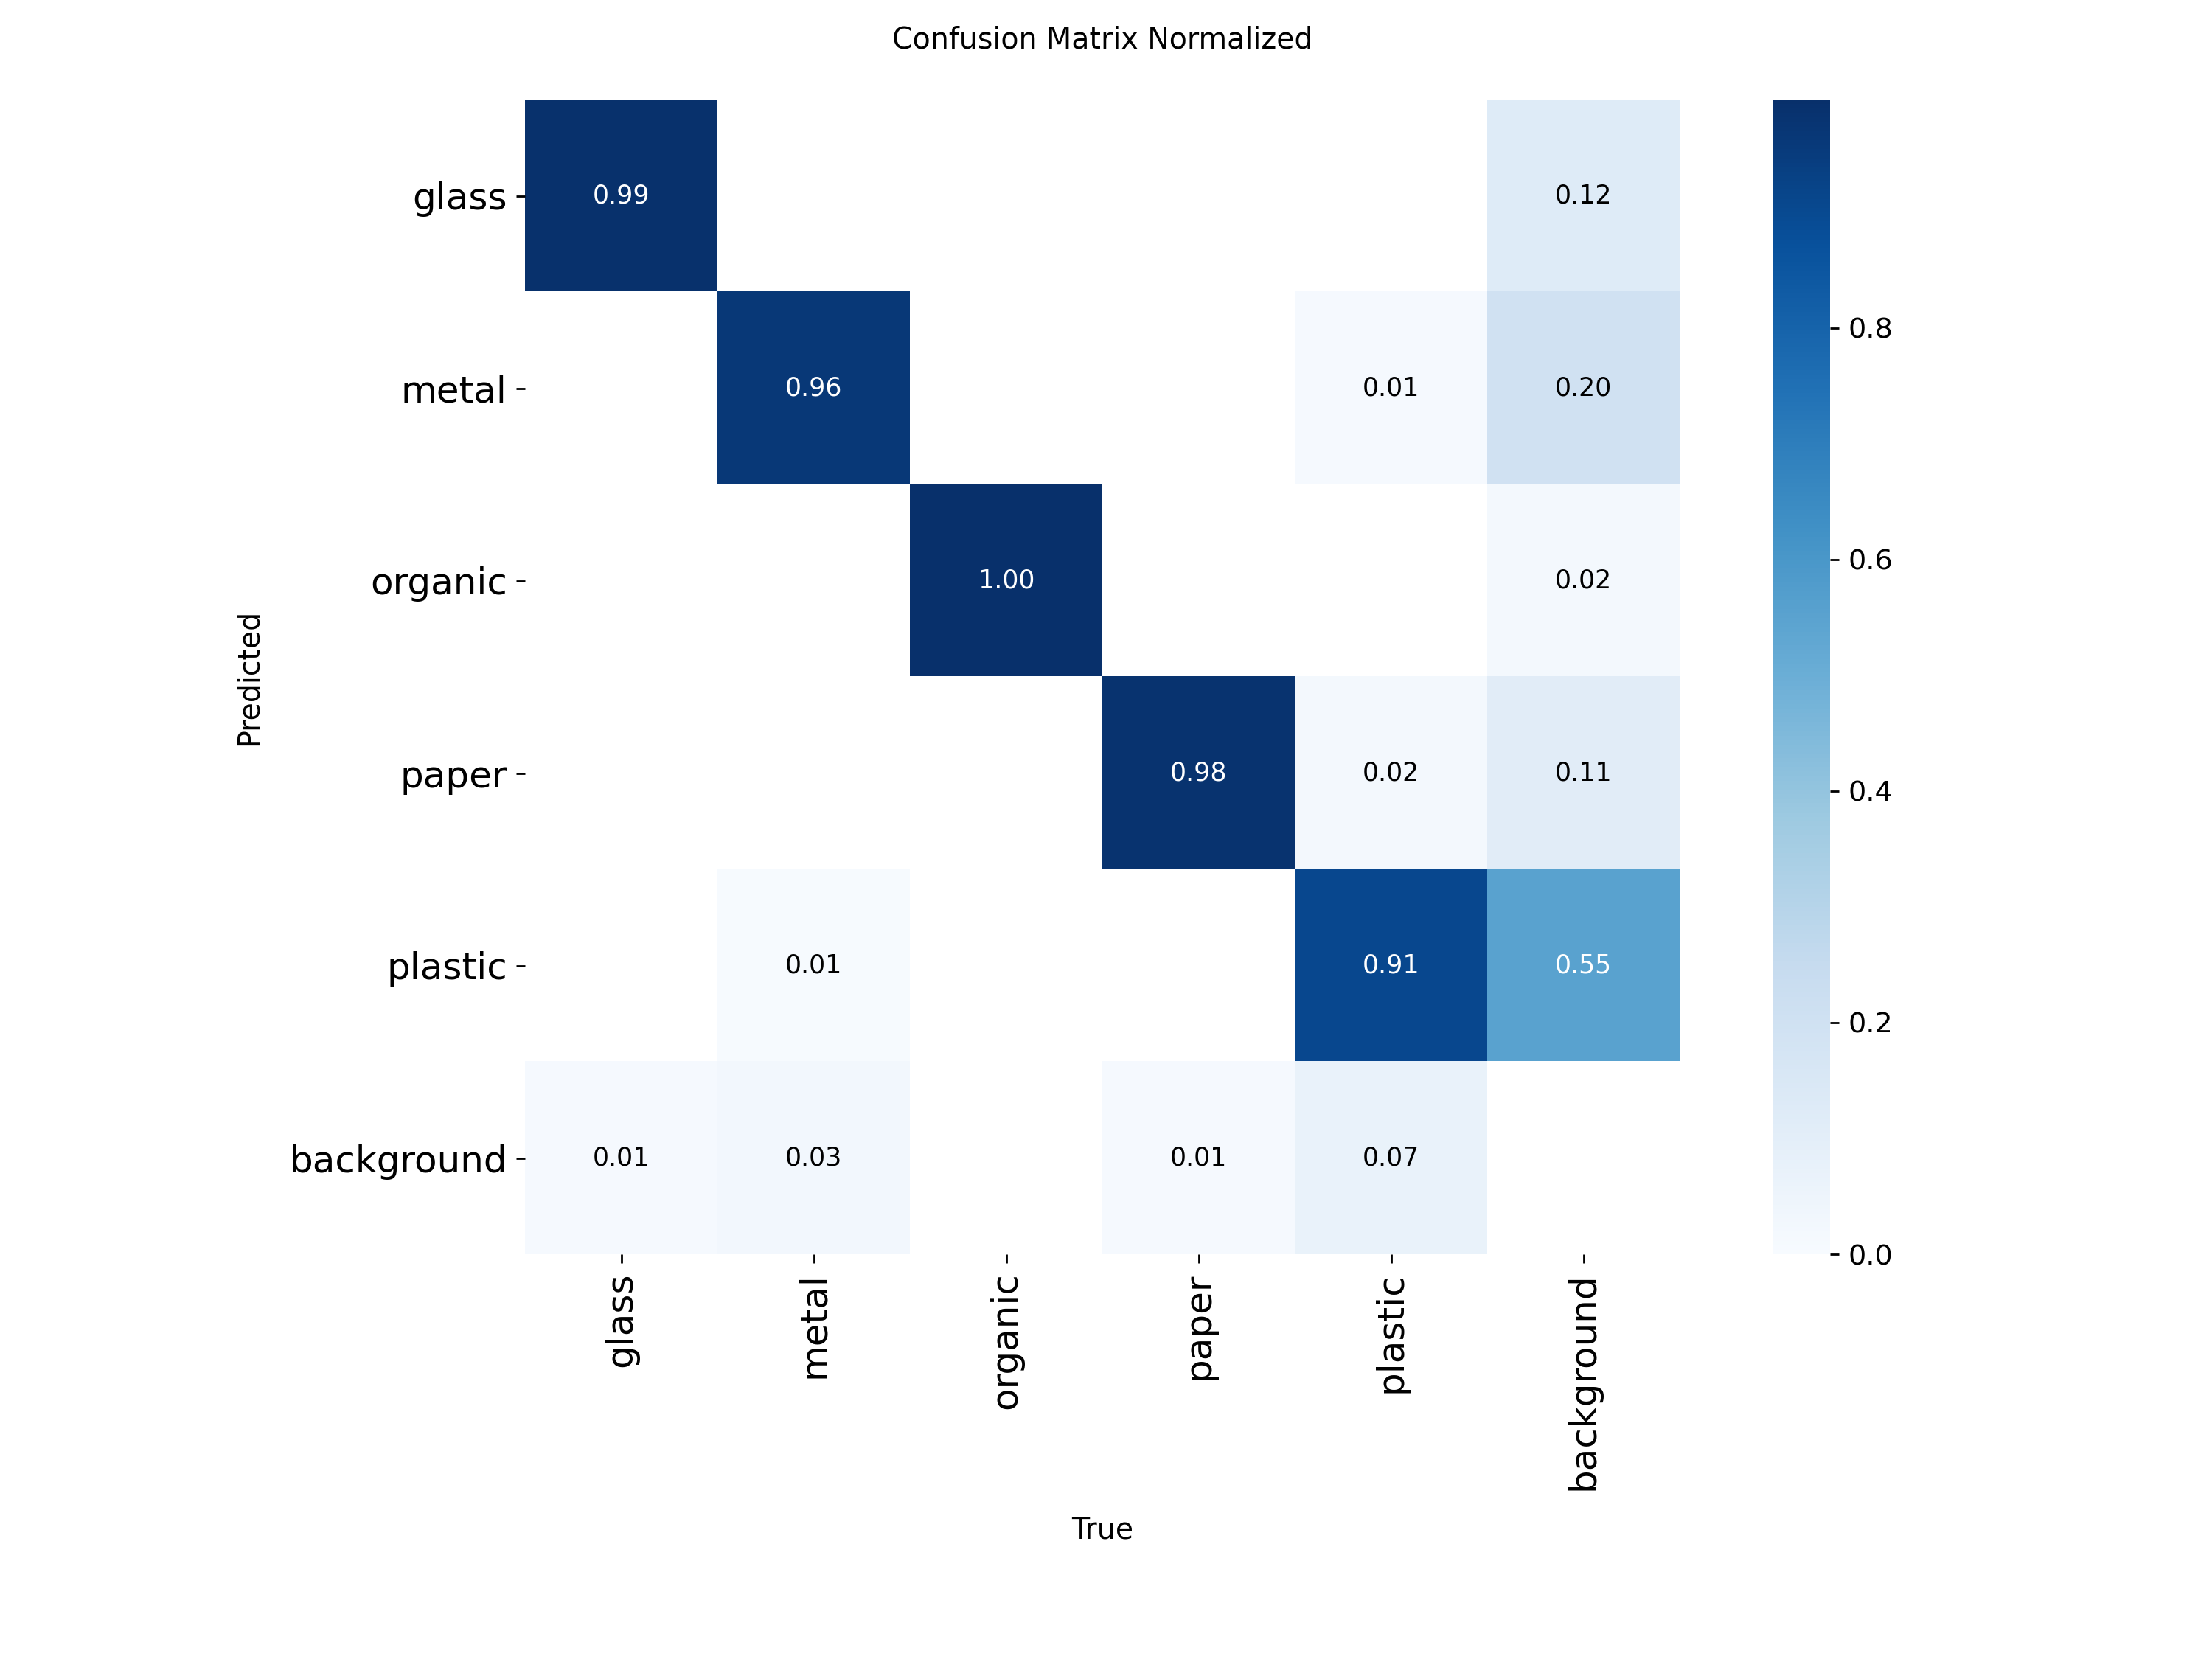 Confusion Matrix Normalized
glass
0.99
0.12
metal
0.96
0.01
0.20
0.8
organic
1.00
0.02
0.6
Predicted
paper
0.98
0.02
0.11
0.4
plastic
0.01
0.91
0.55
0.2
background
0.01
0.03
0.01
0.07
0.0
glass
metal
organic
paper
plastic
background
True